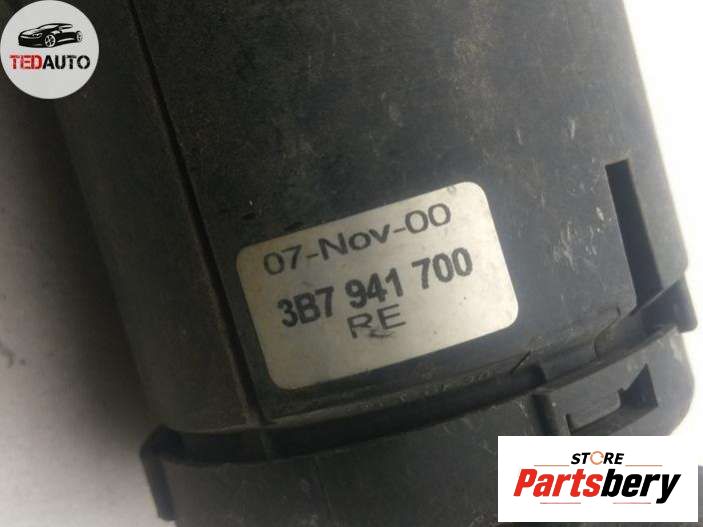 TEDAUTO
07-Nov-00
3B7 941 700
RE
STORE
Partsbery